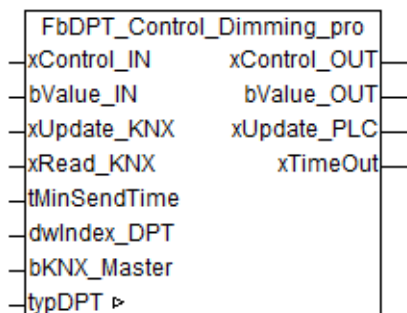 FbDPT_Control_Dimming_pro
xControl_IN xControl_OUT
bValue_IN bValue_OUT
xUpdate_KNX xUpdate_PLC
xRead_KNX xTimeOut
tMinSendTime
dwIndex_DPT
bKNX_Master
typDPT ▷